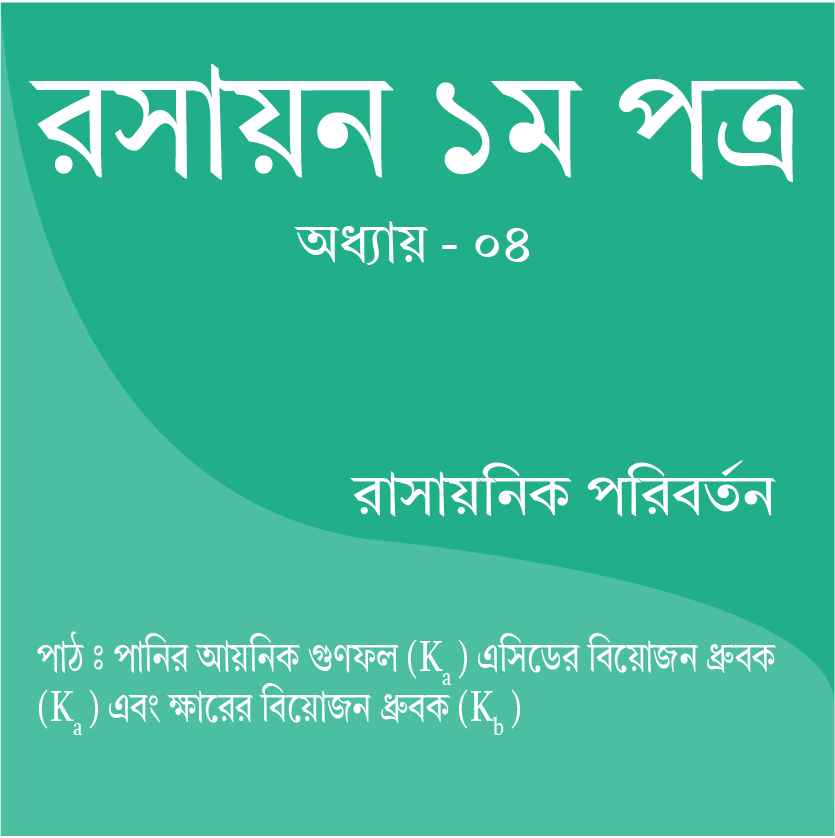 রসায়ন ১ম পত্র
অধ্যায় - ০৪
রাসায়নিক পরিবর্তন
পাঠ ঃ পানির আয়নিক গুণফল (Ka) এসিডের বিয়োজন ধ্রুবক
(Ka) এবং ক্ষারের বিয়োজন ধ্রুবক (Kb)